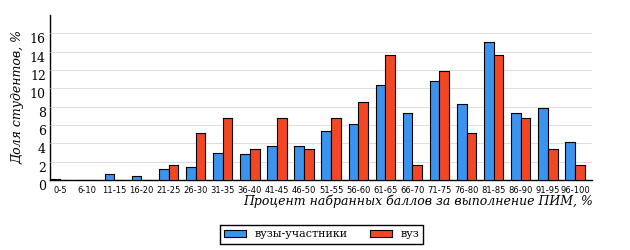 Доля студентов, %
16
14
12
10
8
6
4
2
0
0-5 6-10 11-15 16-20 21-25 26-30 31-35 36-40 41-45 46-50 51-55 56-60 61-65 66-70 71-75 76-80 81-85 86-90 91-95 96-100
Процент набранных баллов за выполнение ПИМ, %
вузы-участники вуз